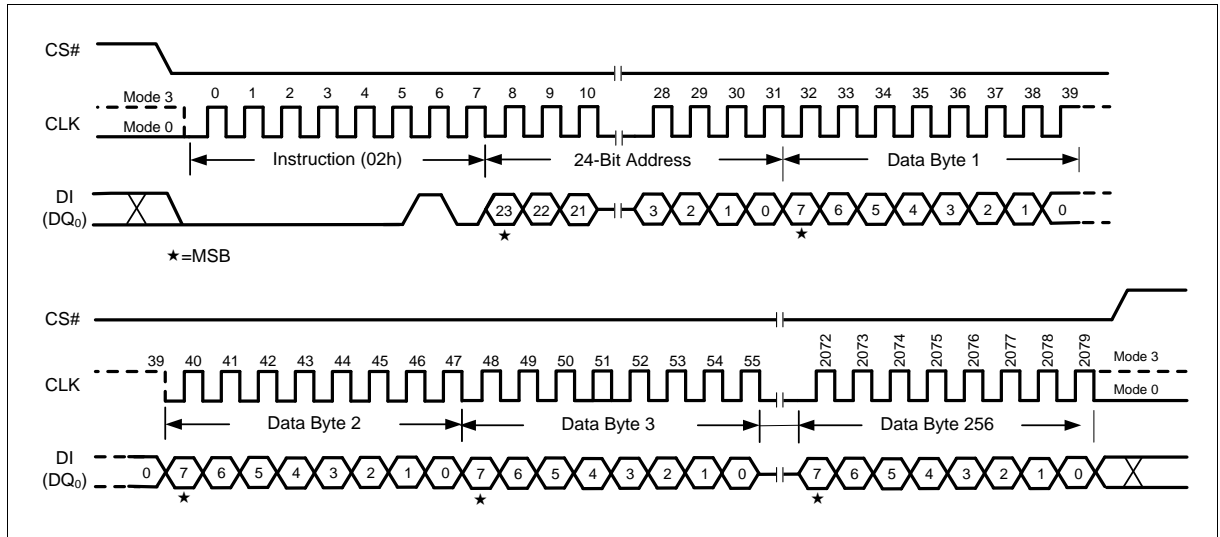 CS#
Mode 3 0 1 2 3 4 5 6 7 8 9 10 28 29 30 31 32 33 34 35 36 37 38 39
CLK Mode 0
Instruction (02h) 24-Bit Address Data Byte 1
DI
(DQ₀) 23 22 21 3 2 1 0 7 6 5 4 3 2 1 0
★ ★
★=MSB
CS#
39 40 41 42 43 44 45 46 47 48 49 50 51 52 53 54 55 2072 2073 2074 2075 2076 2077 2078 2079 Mode 3
CLK Mode 0
Data Byte 2 Data Byte 3 Data Byte 256
DI
(DQ₀) 0 7 6 5 4 3 2 1 0 7 6 5 4 3 2 1 0 7 6 5 4 3 2 1 0
★ ★ ★